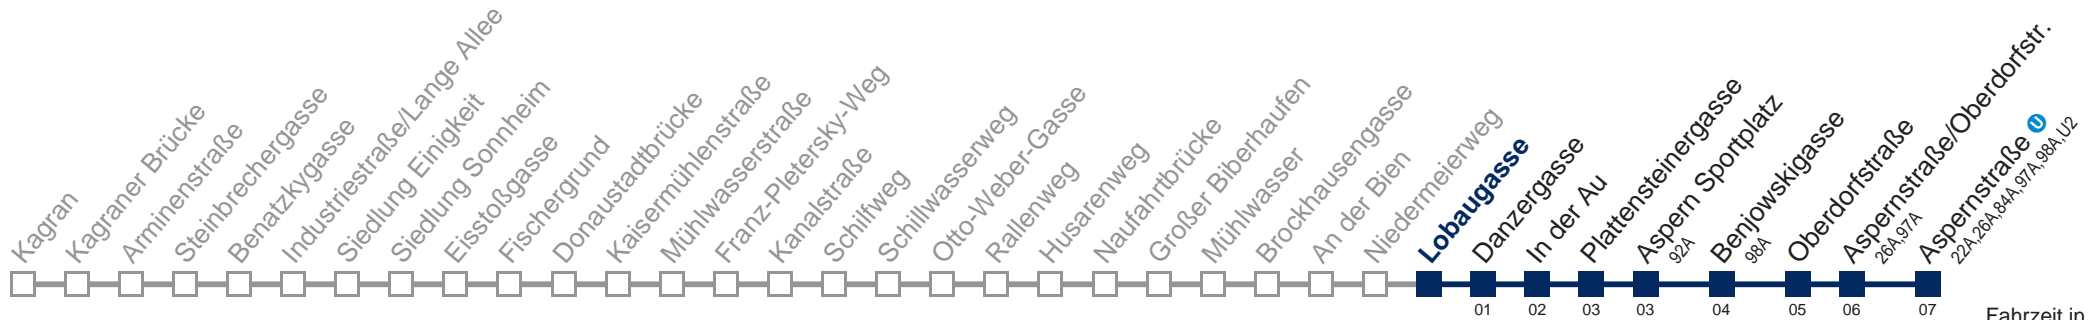 Kagran
Kagraner Brücke
Arminenstraße
Steinbrechergasse
Benatzkygasse
Industriestraße/Lange Allee
Siedlung Einigkeit
Siedlung Sonnheim
Eisstoßgasse
Fischergrund
Donaustadtbrücke
Kaisermühlenstraße
Mühlwasserstraße
Franz-Pletersky-Weg
Kanalstraße
Schilfweg
Schillwasserweg
Otto-Weber-Gasse
Rallenweg
Husarenweg
Naufahrtbrücke
Großer Biberhaufen
Mühlwasser
Brockhausengasse
An der Bien
Niedermeierweg
Lobaugasse
Danzergasse
01
In der Au
02
Plattensteinergasse
03
Aspern Sportplatz
92A
03
Benjowskigasse
98A
04
Oberdorfstraße
05
Aspernstraße/Oberdorfstr.
26A,97A
06
Aspernstraße U
22A,26A,84A,97A,98A,U2
07
Fahrzeit in